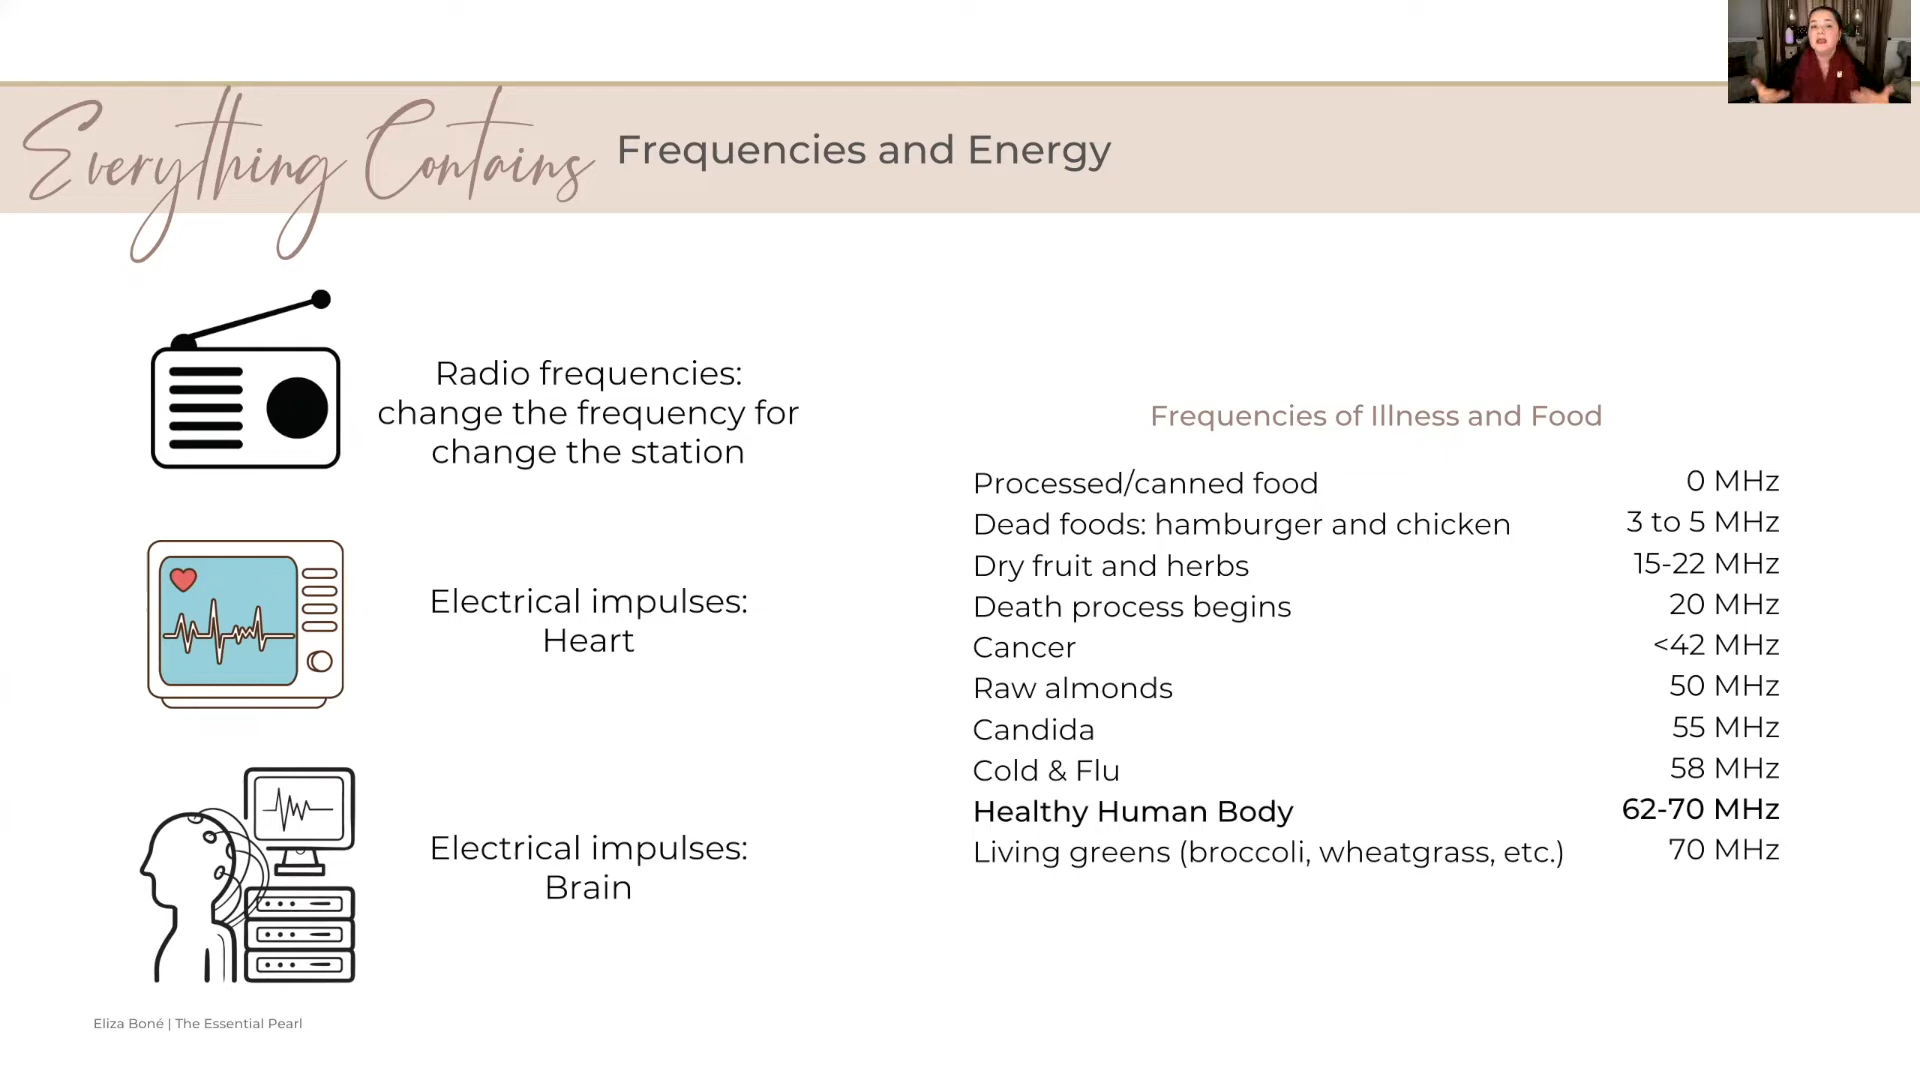 Everything Contains Frequencies and Energy
Radio frequencies:
change the frequency for
change the station
Electrical impulses:
Heart
Electrical impulses:
Brain
Frequencies of Illness and Food
Processed/canned food 0 MHz
Dead foods: hamburger and chicken 3 to 5 MHz
Dry fruit and herbs 15-22 MHz
Death process begins 20 MHz
Cancer <42 MHz
Raw almonds 50 MHz
Candida 55 MHz
Cold & Flu 58 MHz
Healthy Human Body 62-70 MHz
Living greens (broccoli, wheatgrass, etc.) 70 MHz
Eliza Boné | The Essential Pearl